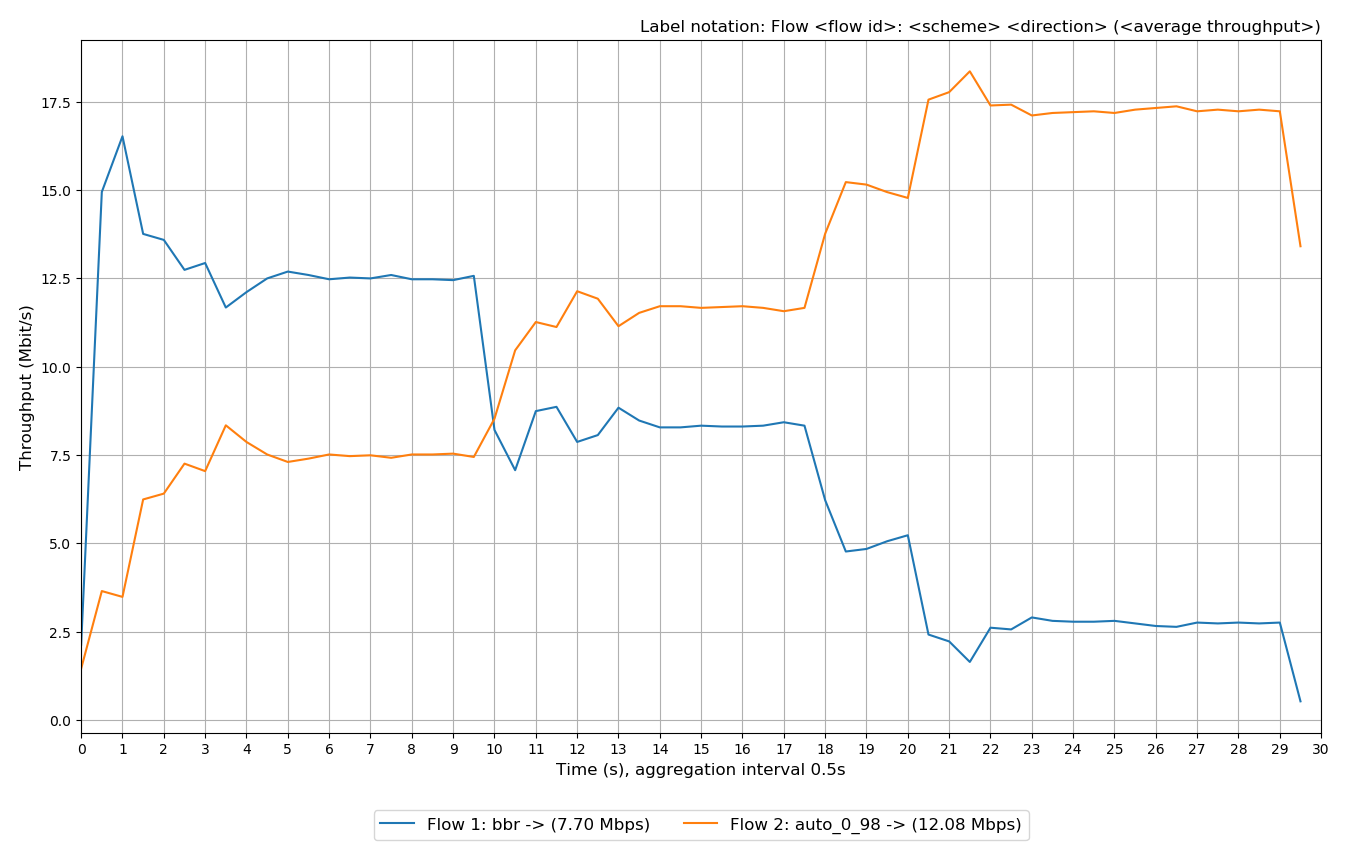 Label notation: Flow <flow id>: <scheme> <direction> (<average throughput>)
17.5
15.0
12.5
10.0
7.5
5.0
2.5
0.0
Throughput (Mbit/s)
0 1 2 3 4 5 6 7 8 9 10 11 12 13 14 15 16 17 18 19 20 21 22 23 24 25 26 27 28 29 30
Time (s), aggregation interval 0.5s
Flow 1: bbr -> (7.70 Mbps) Flow 2: auto_0_98 -> (12.08 Mbps)